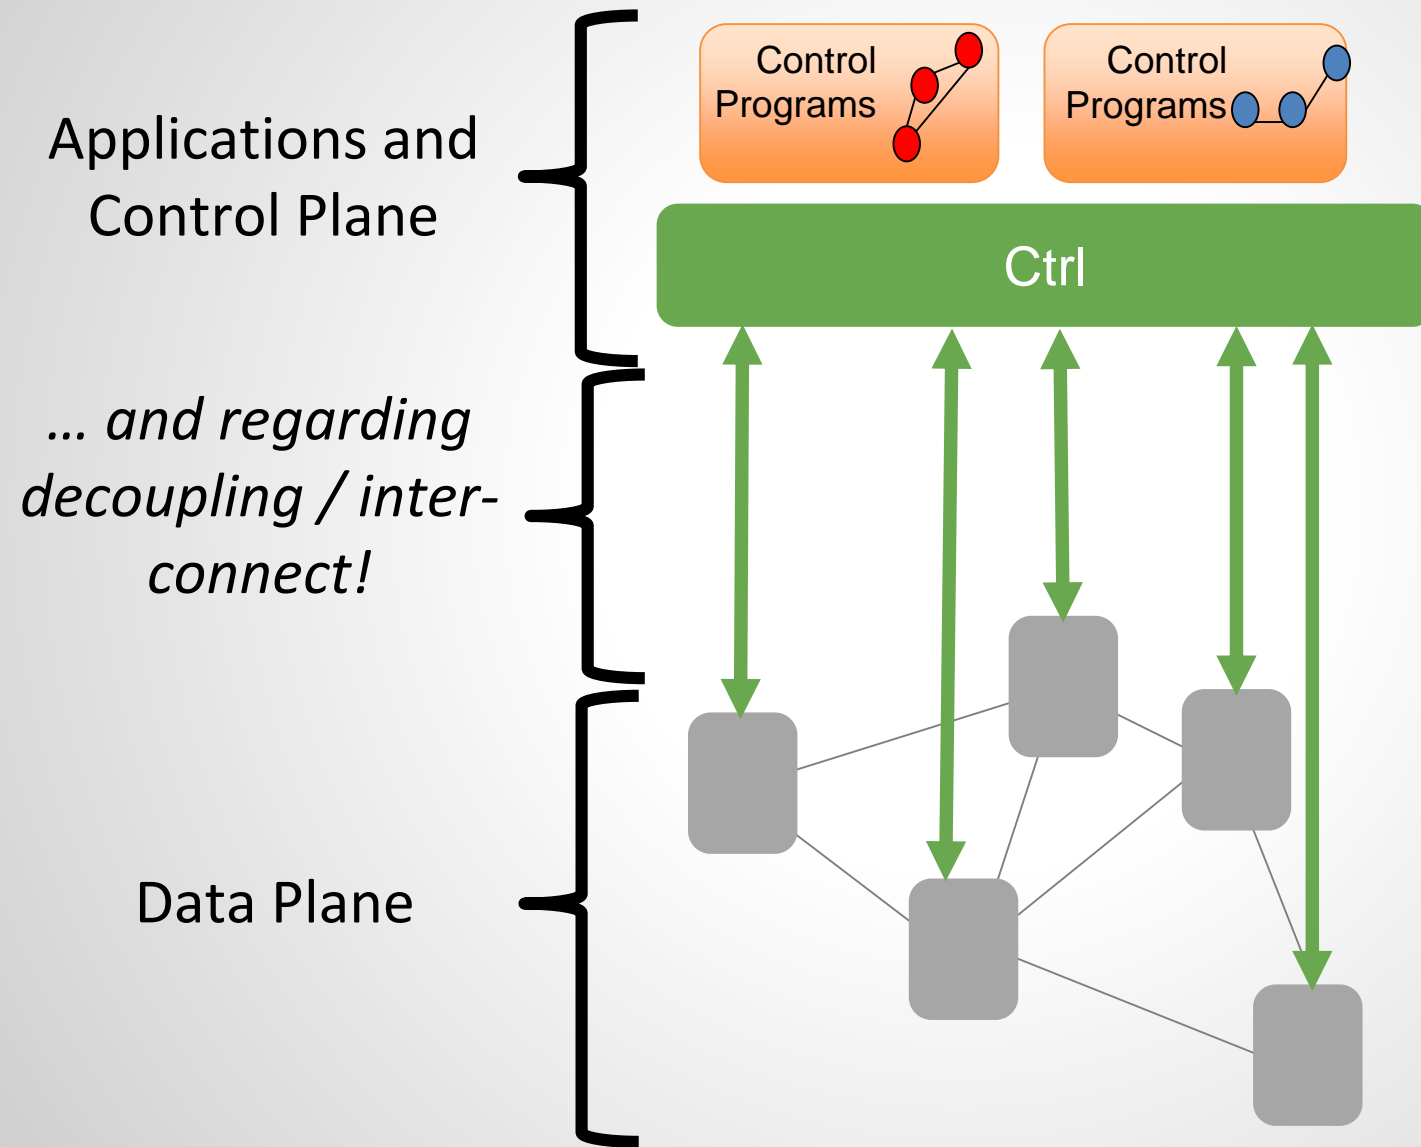 Applications and
Control Plane
Control
Programs
Control
Programs
Ctrl
… and regarding
decoupling / inter-
connect!
Data Plane